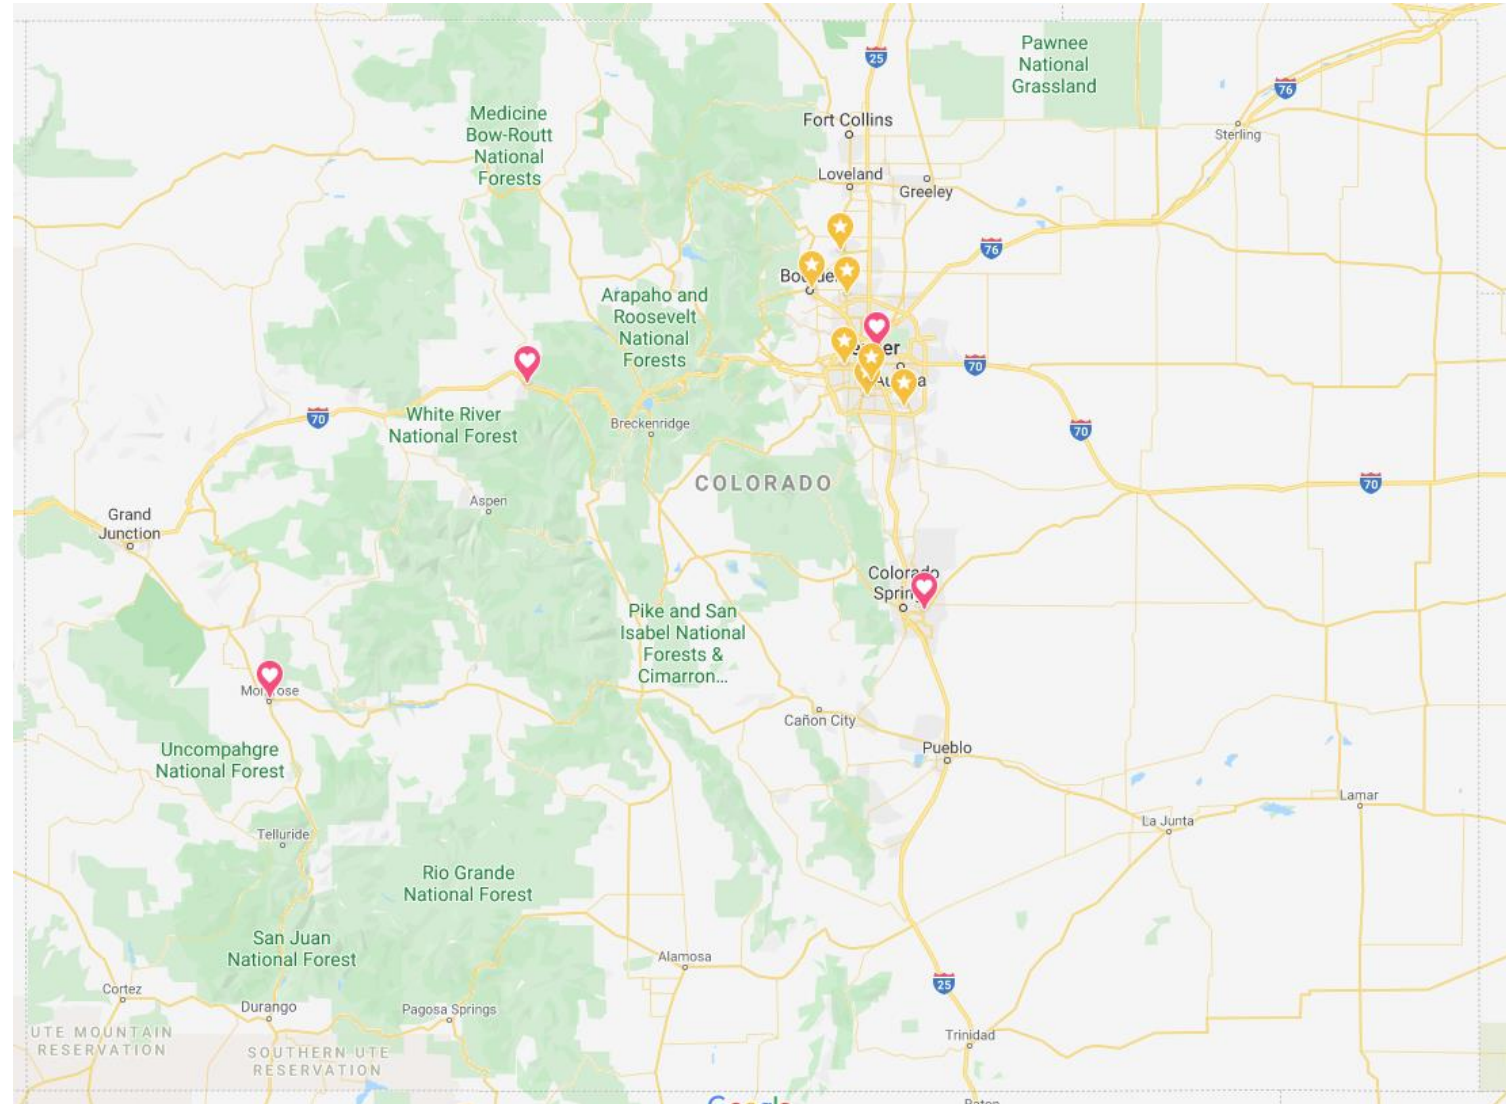 Pawnee
National
Grassland
25
76
Medicine
Bow-Routt
National
Forests
Fort Collins
Sterling
Loveland
Greeley
76
Arapaho and
Roosevelt
National
Forests
70
White River
National Forest
70
Breckenridge
70
COLORADO
70
Aspen
Grand
Junction
Colorado
Pike and San
Isabel National
Forests &
Cimarron...
Cañon City
Uncompahgre
National Forest
Pueblo
Lamar
La Junta
Telluride
Rio Grande
National Forest
San Juan
National Forest
Alamosa
Cortez
25
Durango
Pagosa Springs
UTE MOUNTAIN
RESERVATION
Trinidad
SOUTHERN UTE
RESERVATION